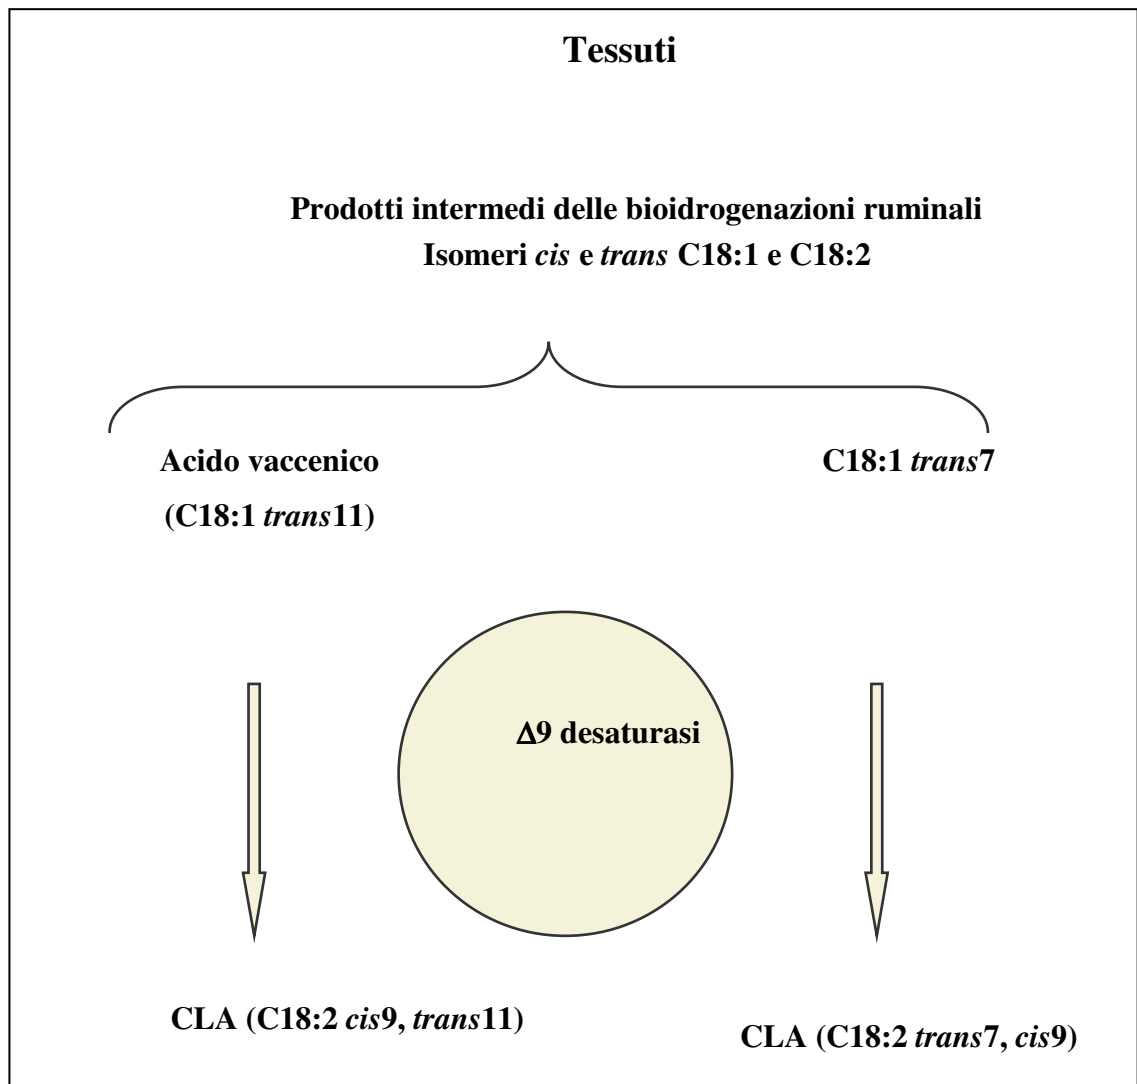 Tessuti
Prodotti intermedi delle bioidrogenazioni ruminali
Isomeri cis e trans C18:1 e C18:2
Acido vaccenico
(C18:1 trans11)
C18:1 trans7
Δ9 desaturasi
CLA (C18:2 cis9, trans11)
CLA (C18:2 trans7, cis9)